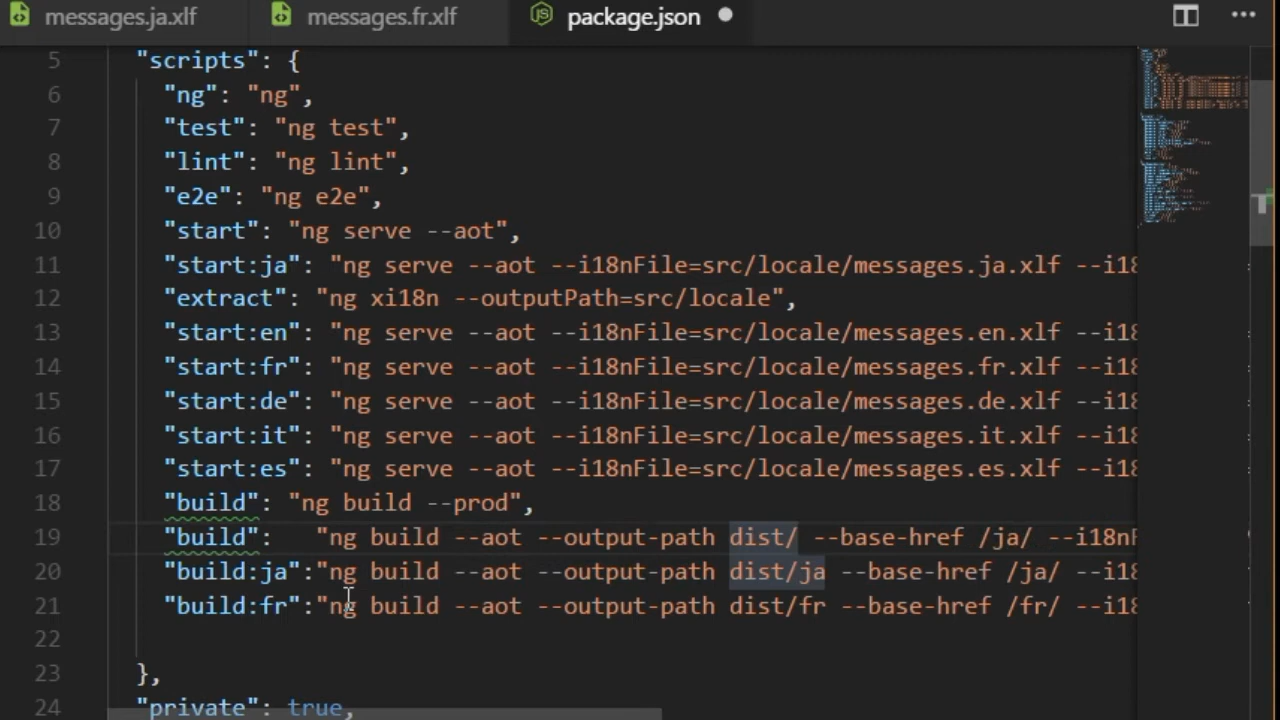 messages.ja.xlf messages.fr.xlf package.json
5 "scripts": {
6 "ng": "ng",
7 "test": "ng test",
8 "lint": "ng lint",
9 "e2e": "ng e2e",
10 "start": "ng serve --aot",
11 "start:ja": "ng serve --aot --i18nFile=src/locale/messages.ja.xlf --i18
12 "extract": "ng xi18n --outputPath=src/locale",
13 "start:en": "ng serve --aot --i18nFile=src/locale/messages.en.xlf --i18
14 "start:fr": "ng serve --aot --i18nFile=src/locale/messages.fr.xlf --i18
15 "start:de": "ng serve --aot --i18nFile=src/locale/messages.de.xlf --i18
16 "start:it": "ng serve --aot --i18nFile=src/locale/messages.it.xlf --i18
17 "start:es": "ng serve --aot --i18nFile=src/locale/messages.es.xlf --i18
18 "build": "ng build --prod",
19 "build":   "ng build --aot --output-path dist/ --base-href /ja/ --i18nF
20 "build:ja":"ng build --aot --output-path dist/ja --base-href /ja/ --i18
21 "build:fr":"ng build --aot --output-path dist/fr --base-href /fr/ --i18
22
23 },
24 "private": true,